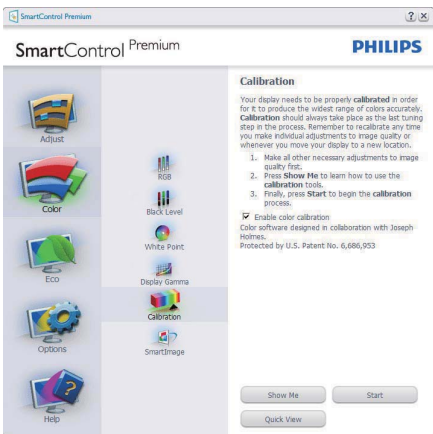 SmartControl Premium
? X
SmartControl Premium
PHILIPS
Adjust
Color
Eco
Options
Help
RGB
Black Level
White Point
Display Gamma
Calibration
SmartImage
Calibration
Your display needs to be properly calibrated in order
for it to produce the widest range of colors accurately.
Calibration should always take place as the last tuning
step in the process. Remember to recalibrate any time
you make individual adjustments to image quality or
whenever you move your display to a new location.
1. Make all other necessary adjustments to image
quality first.
2. Press Show Me to learn how to use the
calibration tools.
3. Finally, press Start to begin the calibration
process.
Enable color calibration
Color software designed in collaboration with Joseph
Holmes.
Protected by U.S. Patent No. 6,686,953
Show Me
Start
Quick View